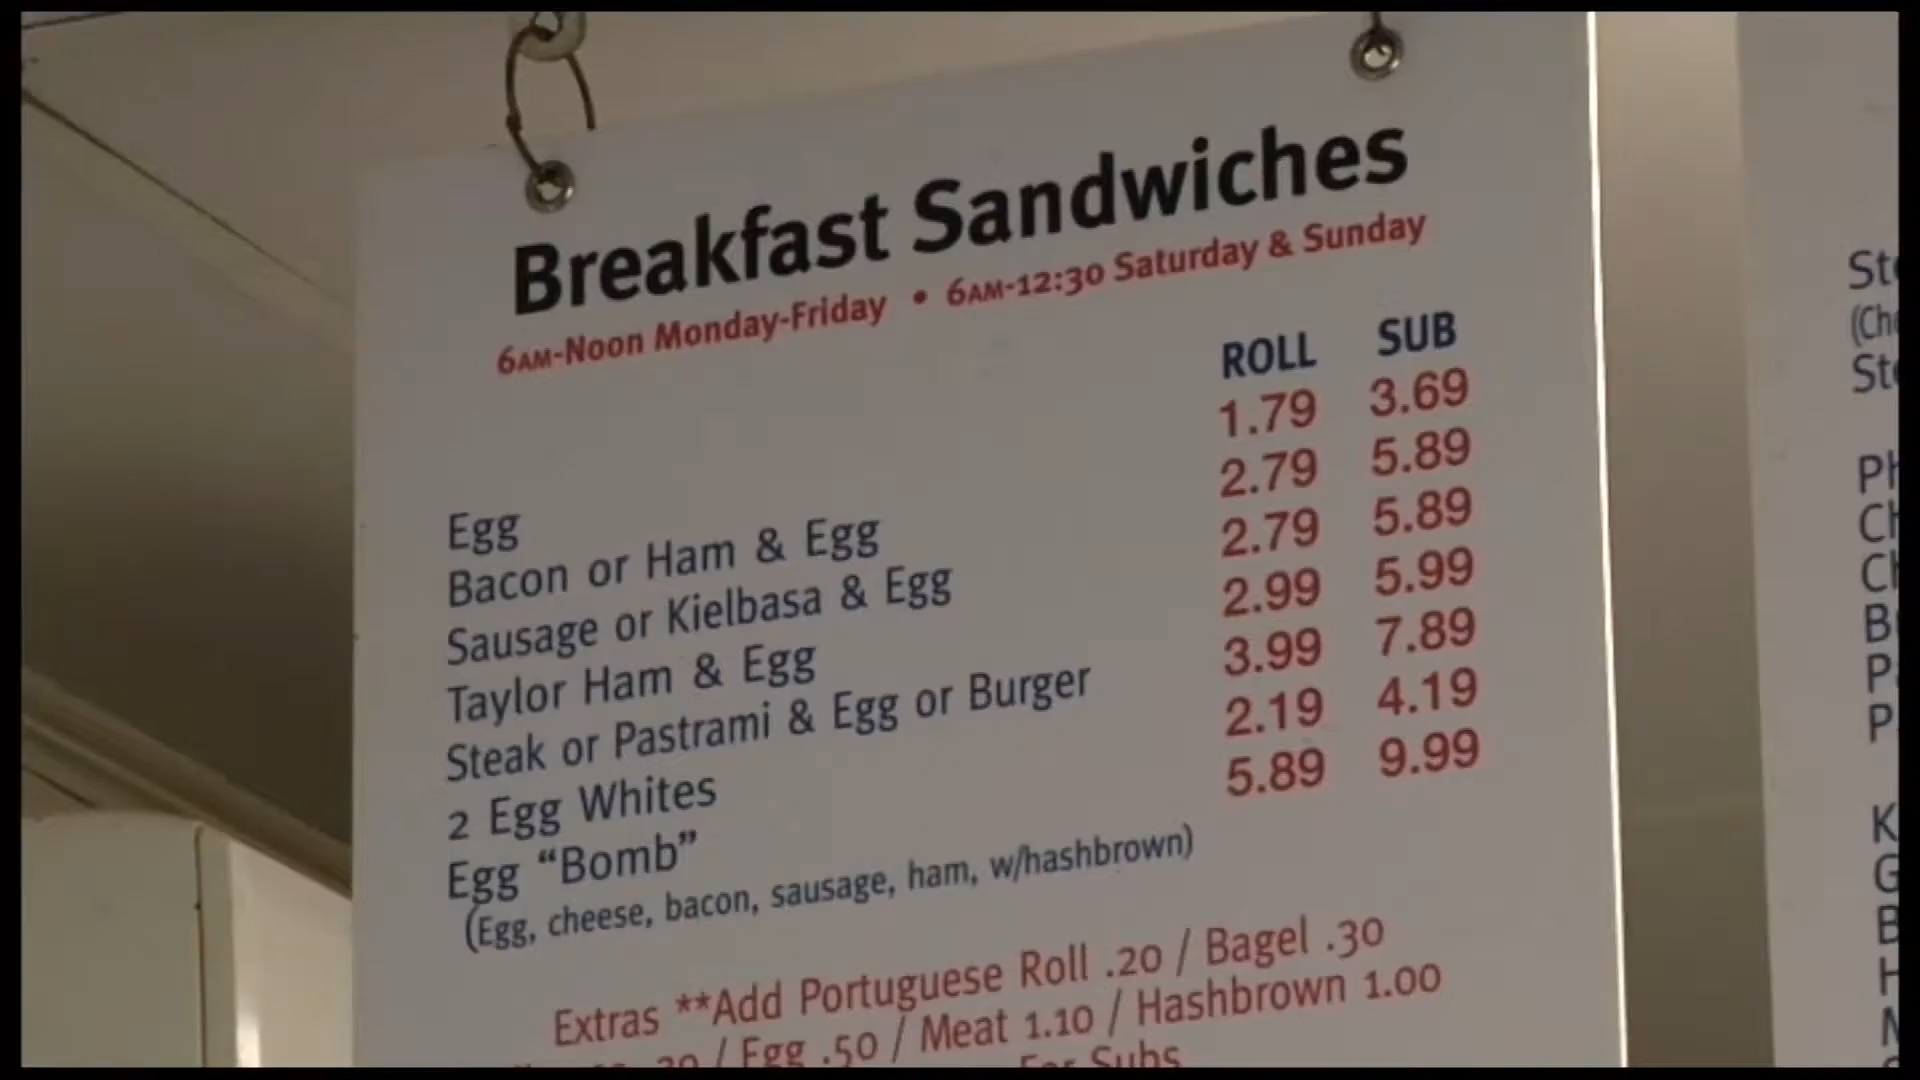 Breakfast Sandwiches
6AM-Noon Monday-Friday • 6AM-12:30 Saturday & Sunday
ROLL SUB
Egg 1.79 3.69
Bacon or Ham & Egg 2.79 5.89
Sausage or Kielbasa & Egg 2.79 5.89
Taylor Ham & Egg 2.99 5.99
Steak or Pastrami & Egg or Burger 3.99 7.89
2 Egg Whites 2.19 4.19
Egg “Bomb” 5.89 9.99
(Egg, cheese, bacon, sausage, ham, w/hashbrown)
Extras **Add Portuguese Roll .20 / Bagel .30
/ Egg .50 / Meat 1.10 / Hashbrown 1.00
For Subs